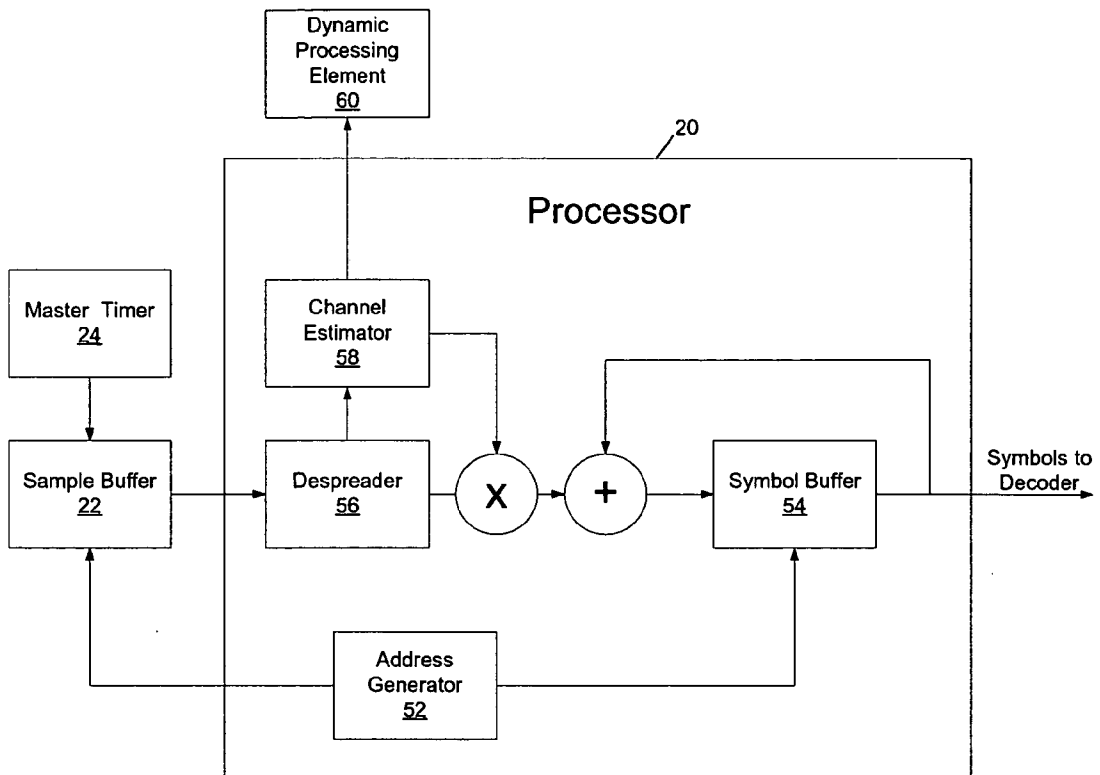 Dynamic
Processing
Element
60
20
Processor
Master Timer
24
Channel
Estimator
58
Sample Buffer
22
Despreader
56
X
+
Symbol Buffer
54
Symbols to
Decoder
Address
Generator
52